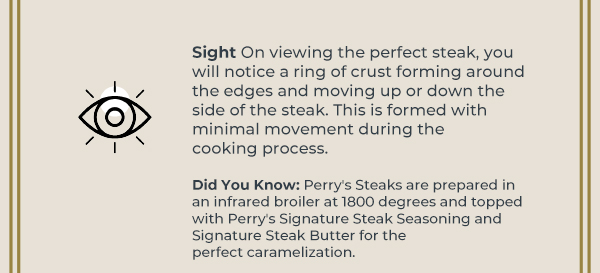 Sight On viewing the perfect steak, you
will notice a ring of crust forming around
the edges and moving up or down the
side of the steak. This is formed with
minimal movement during the
cooking process.
Did You Know: Perry's Steaks are prepared in
an infrared broiler at 1800 degrees and topped
with Perry's Signature Steak Seasoning and
Signature Steak Butter for the
perfect caramelization.